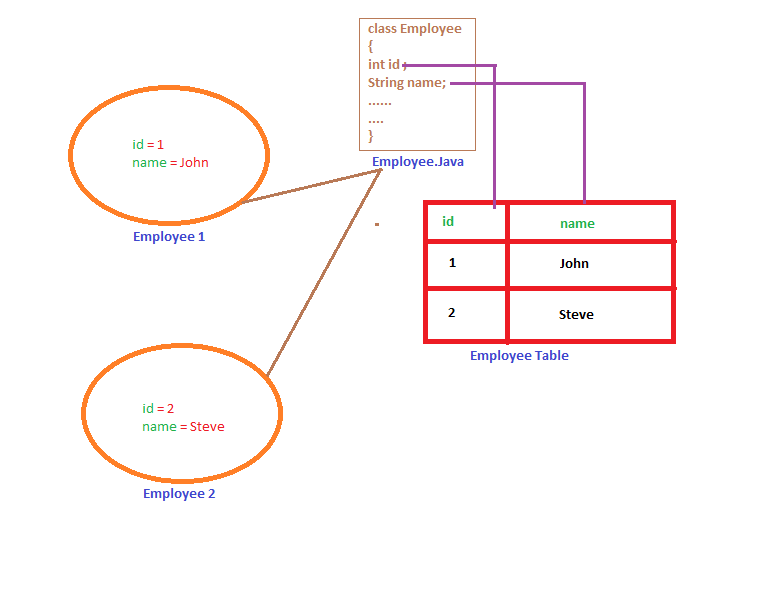 class Employee
{
int id ;
String name;
......
....
}
Employee.Java
id = 1
name = John
Employee 1
id name
1 John
2 Steve
Employee Table
id = 2
name = Steve
Employee 2